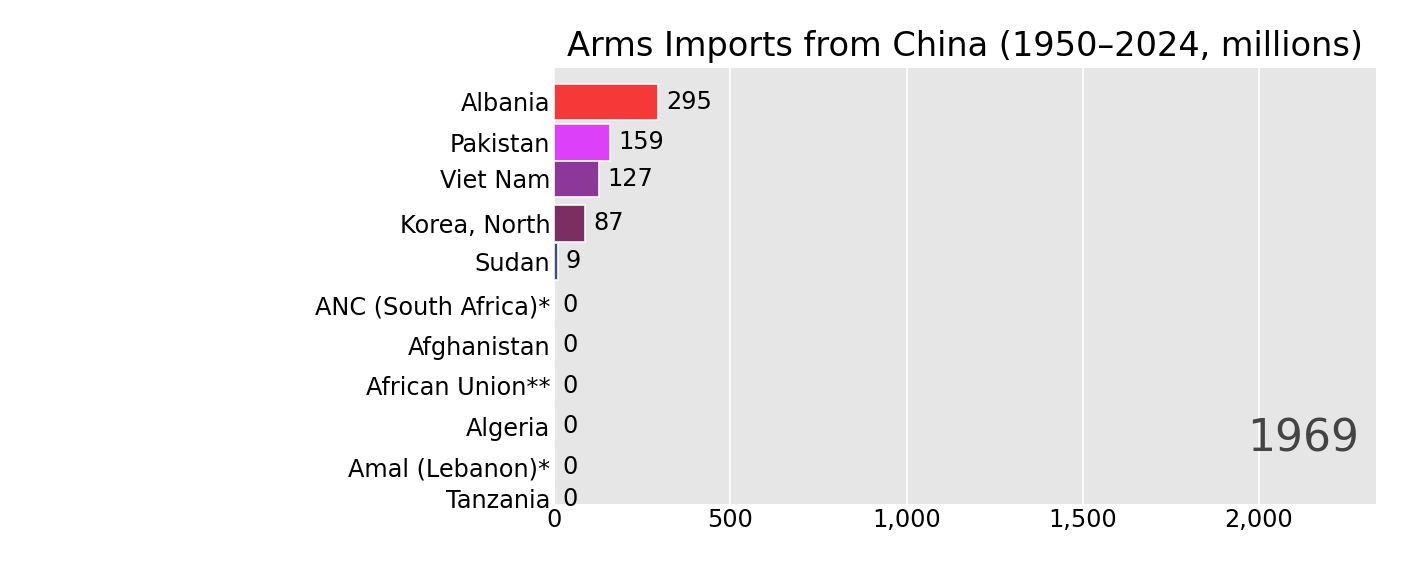 Arms Imports from China (1950–2024, millions)
Albania 295
Pakistan 159
Viet Nam 127
Korea, North 87
Sudan 9
ANC (South Africa)* 0
Afghanistan 0
African Union** 0
Algeria 0
1969
Amal (Lebanon)* 0
Tanzania 0
0 500 1,000 1,500 2,000